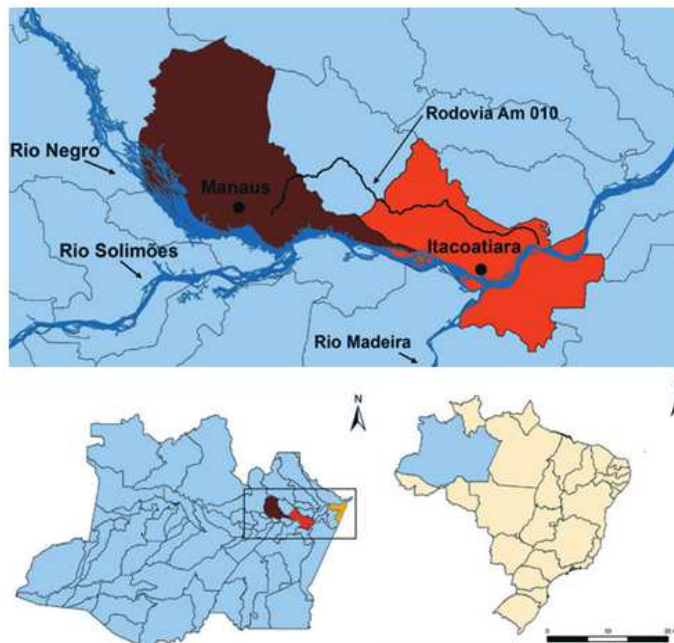 Rodovia Am 010
Rio Negro
Manaus
Rio Solimões
Itacoatiara
Rio Madeira
N